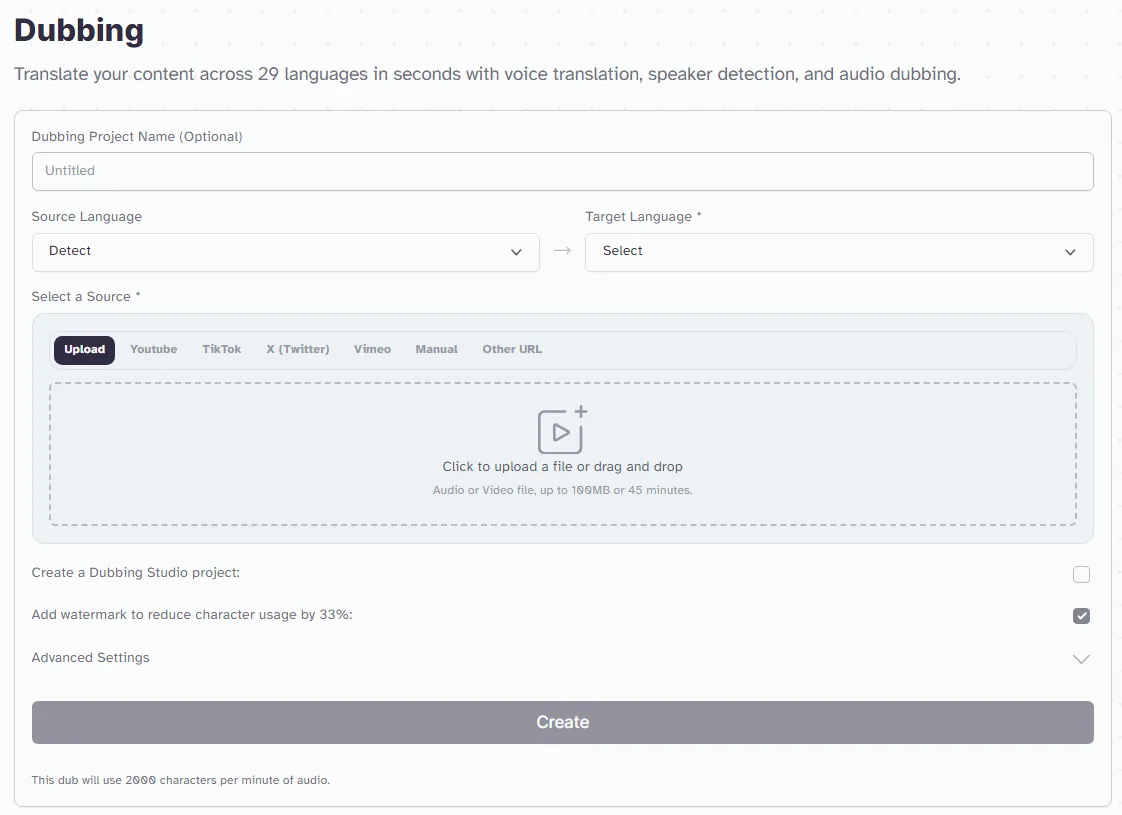 Dubbing
Translate your content across 29 languages in seconds with voice translation, speaker detection, and audio dubbing.
Dubbing Project Name (Optional)
Untitled
Source Language
Target Language *
Detect
Select
Select a Source *
Upload Youtube TikTok X (Twitter) Vimeo Manual Other URL
Click to upload a file or drag and drop
Audio or Video file, up to 100MB or 45 minutes.
Create a Dubbing Studio project:
Add watermark to reduce character usage by 33%:
Advanced Settings
Create
This dub will use 2000 characters per minute of audio.